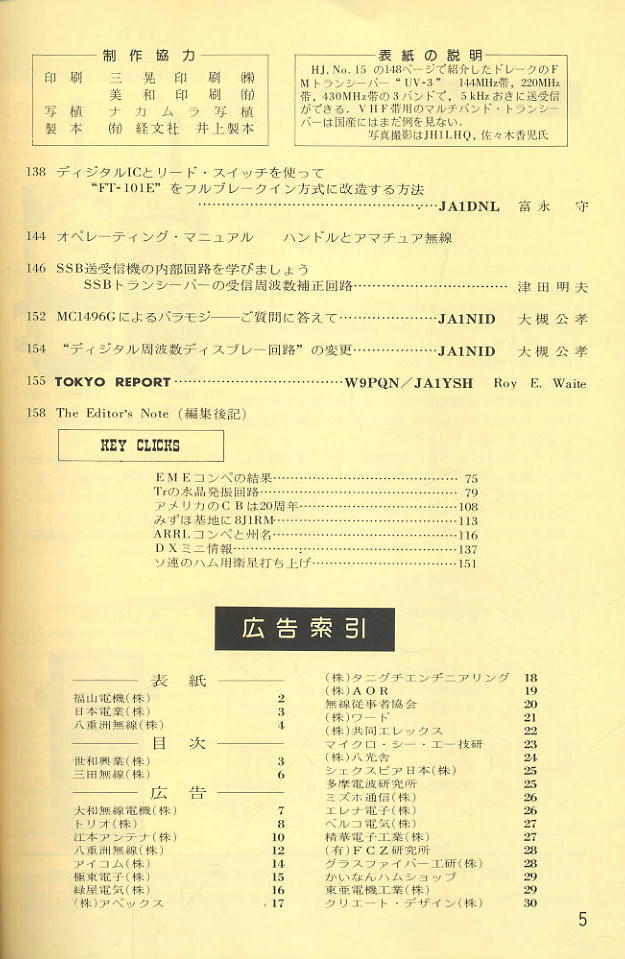 制作協力
印刷 三晃印刷㈱
美和印刷㈲
写植 ナカムラ写植
製本 ㈲経文社 井上製本
表紙の説明
HJ, No. 15 の148ページで紹介したドレークのF
Mトランシーバー "UV-3" 144MHz帯, 220MHz
帯, 430MHz帯の3バンドで, 5 kHzおきに送受信
ができる. VHF帯用のマルチバンド・トランシー
バーは国産にはまだ例を見ない.
写真撮影はJH1LHQ, 佐々木香児氏
138 ディジタルICとリード・スイッチを使って
"FT-101E" をフルブレークイン方式に改造する方法
……JA1DNL 富永 守
144 オペレーティング・マニュアル ハンドルとアマチュア無線
146 SSB送受信機の内部回路を学びましょう
SSBトランシーバーの受信周波数補正回路……津田明夫
152 MC1496Gによるパラモジ——ご質問に答えて……JA1NID 大槻公孝
154 "ディジタル周波数ディスプレー回路" の変更……JA1NID 大槻公孝
155 TOKYO REPORT……W9PQN/JA1YSH Roy E. Waite
158 The Editor's Note (編集後記)
KEY CLICKS
EMEコンペの結果……75
Trの水晶発振回路……79
アメリカのCBは20周年……108
みずほ基地に8J1RM……113
ARRLコンペと州名……116
DXミニ情報……137
ソ連のハム用衛星打ち上げ……151
広告索引
表紙
福山電機(株) 2
日本電業(株) 3
八重洲無線(株) 4
目次
世和興業(株) 3
三田無線(株) 6
広告
大和無線電機(株) 7
トリオ(株) 8
江本アンテナ(株) 10
八重洲無線(株) 12
アイコム(株) 14
極東電子(株) 15
緑屋電気(株) 16
(株)アペックス 17
(株)タニグチエンヂニアリング 18
(株)AOR 19
無線従事者協会 20
(株)ワード 21
(株)共同エレックス 22
マイクロ・シー・エー技研 23
(株)八光舎 24
シェクスピア日本(株) 25
多摩電波研究所 25
ミズホ通信(株) 26
エレナ電子(株) 26
ベルコ電気(株) 27
精華電子工業(株) 27
(有)FCZ研究所 28
グラスファイバー工研(株) 28
かいなんハムショップ 29
東亜電機工業(株) 29
クリエート・デザイン(株) 30
5